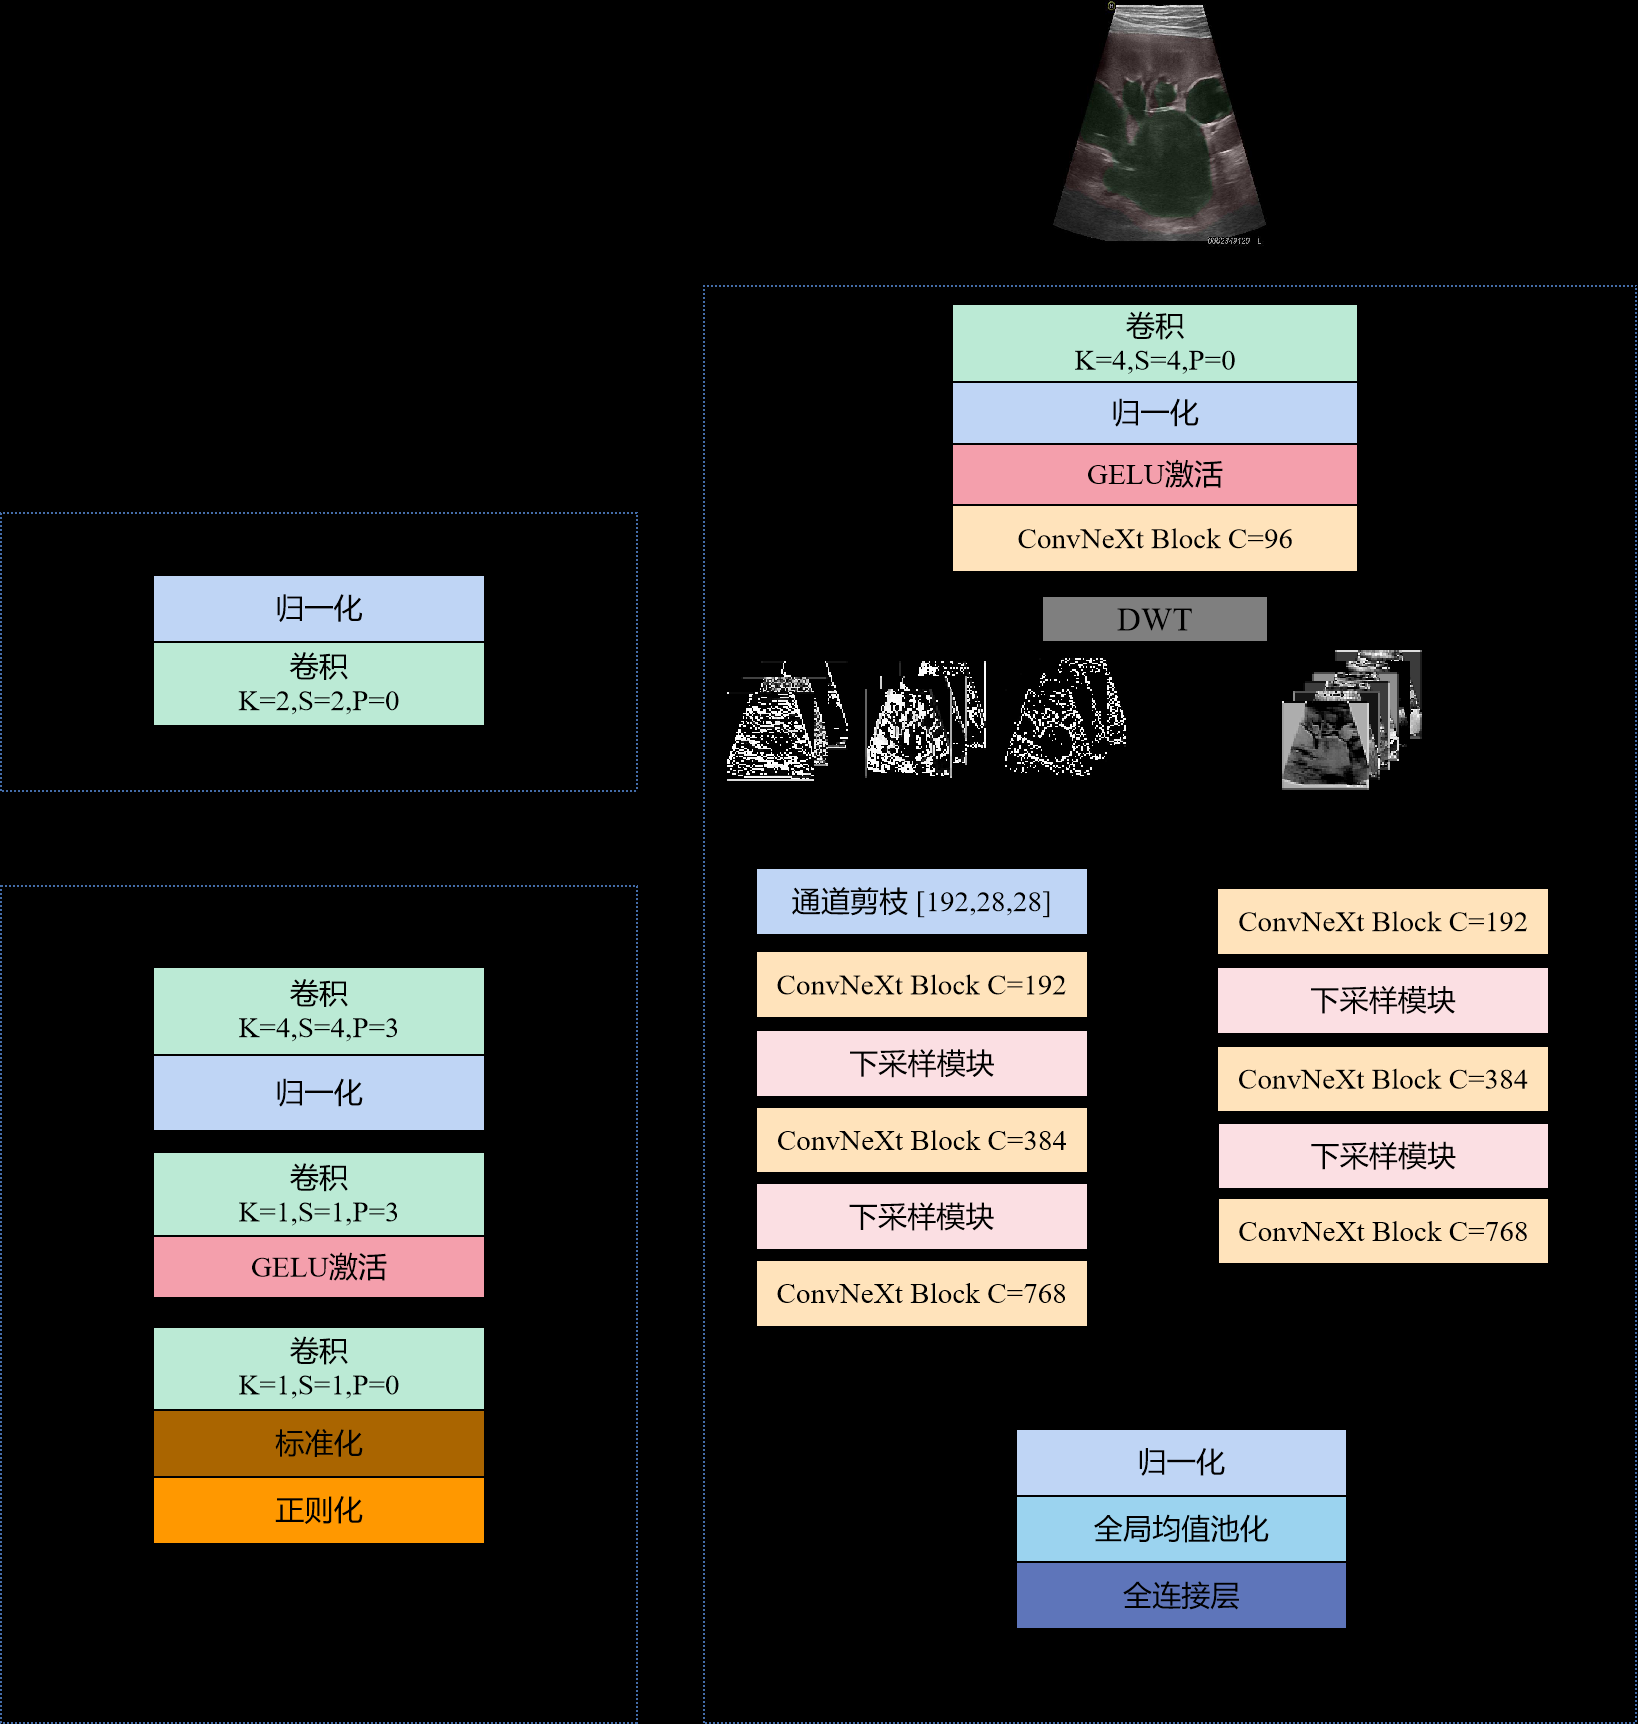 归一化
卷积
K=2,S=2,P=0
卷积
K=4,S=4,P=3
归一化
卷积
K=1,S=1,P=3
GELU激活
卷积
K=1,S=1,P=0
标准化
正则化
卷积
K=4,S=4,P=0
归一化
GELU激活
ConvNeXt Block C=96
DWT
通道剪枝 [192,28,28]
ConvNeXt Block C=192
下采样模块
ConvNeXt Block C=384
下采样模块
ConvNeXt Block C=768
ConvNeXt Block C=192
下采样模块
ConvNeXt Block C=384
下采样模块
ConvNeXt Block C=768
归一化
全局均值池化
全连接层